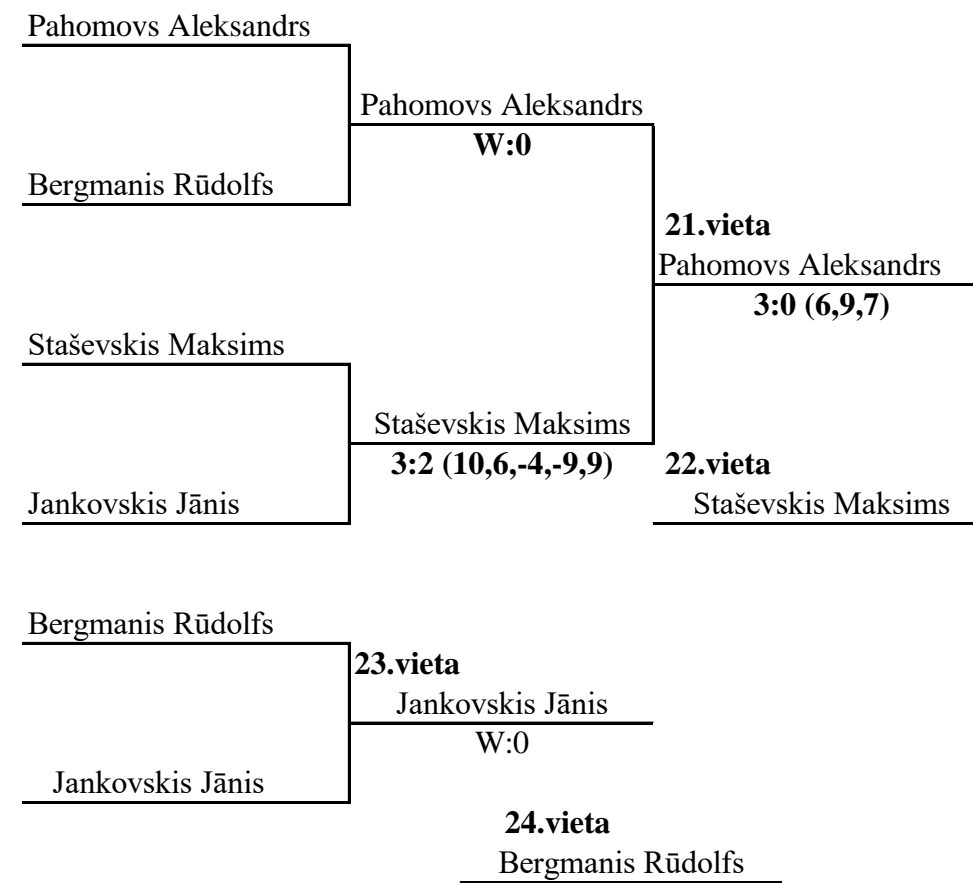 Pahomovs Aleksandrs
Pahomovs Aleksandrs
W:0
Bergmanis Rūdolfs
21.vieta
Pahomovs Aleksandrs
3:0 (6,9,7)
Staševskis Maksims
Staševskis Maksims
3:2 (10,6,-4,-9,9)
22.vieta
Jankovskis Jānis
Staševskis Maksims
Bergmanis Rūdolfs
23.vieta
Jankovskis Jānis
W:0
Jankovskis Jānis
24.vieta
Bergmanis Rūdolfs